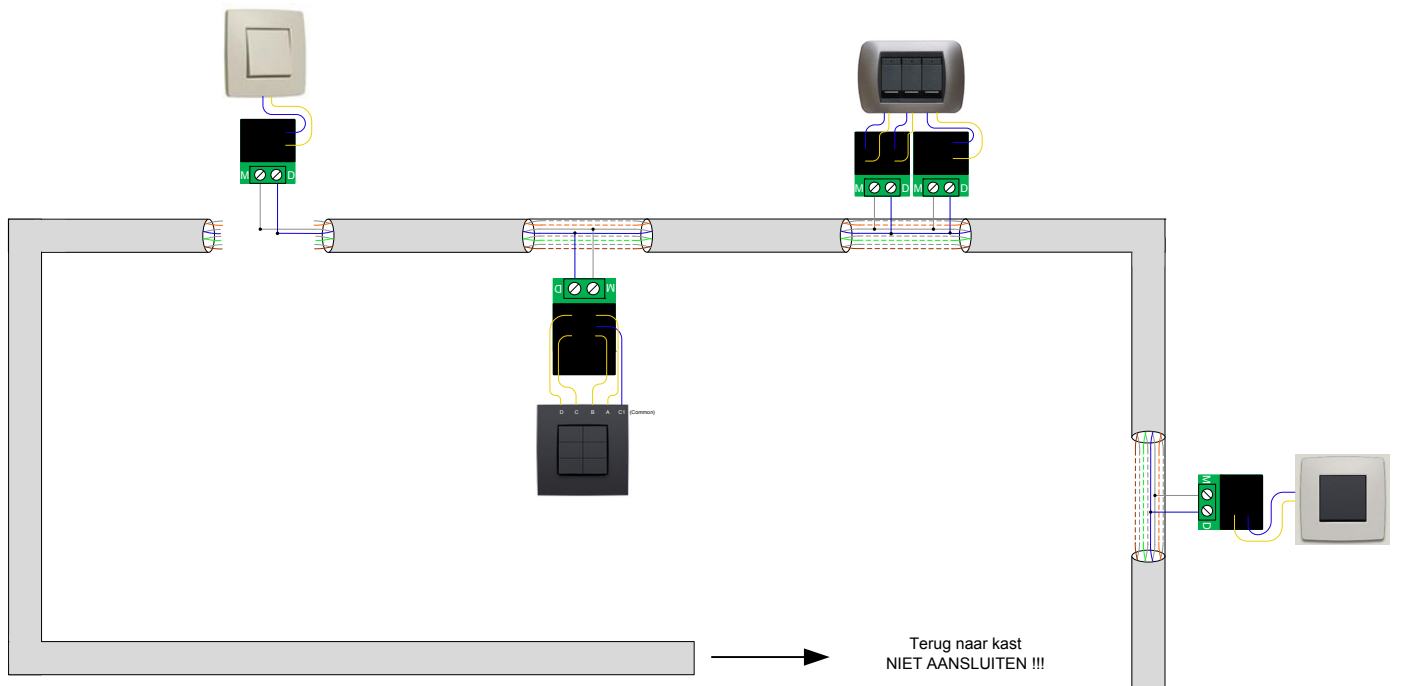 M D
M D M D
D M
D C B A C1 (Common)
M
D
Terug naar kast
NIET AANSLUITEN !!!